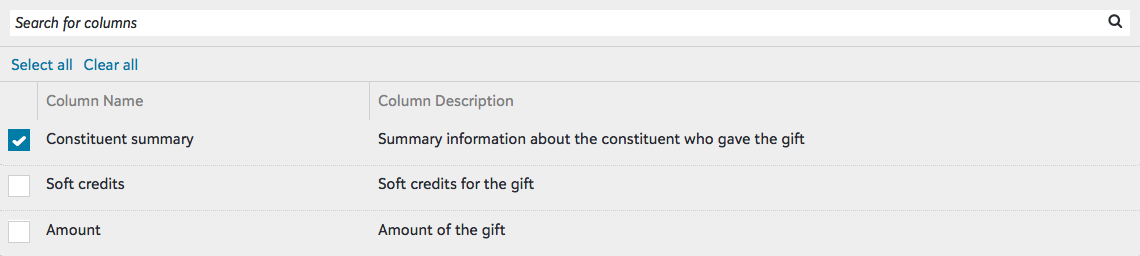 Search for columns
Select all Clear all
Column Name Column Description
Constituent summary Summary information about the constituent who gave the gift
Soft credits Soft credits for the gift
Amount Amount of the gift